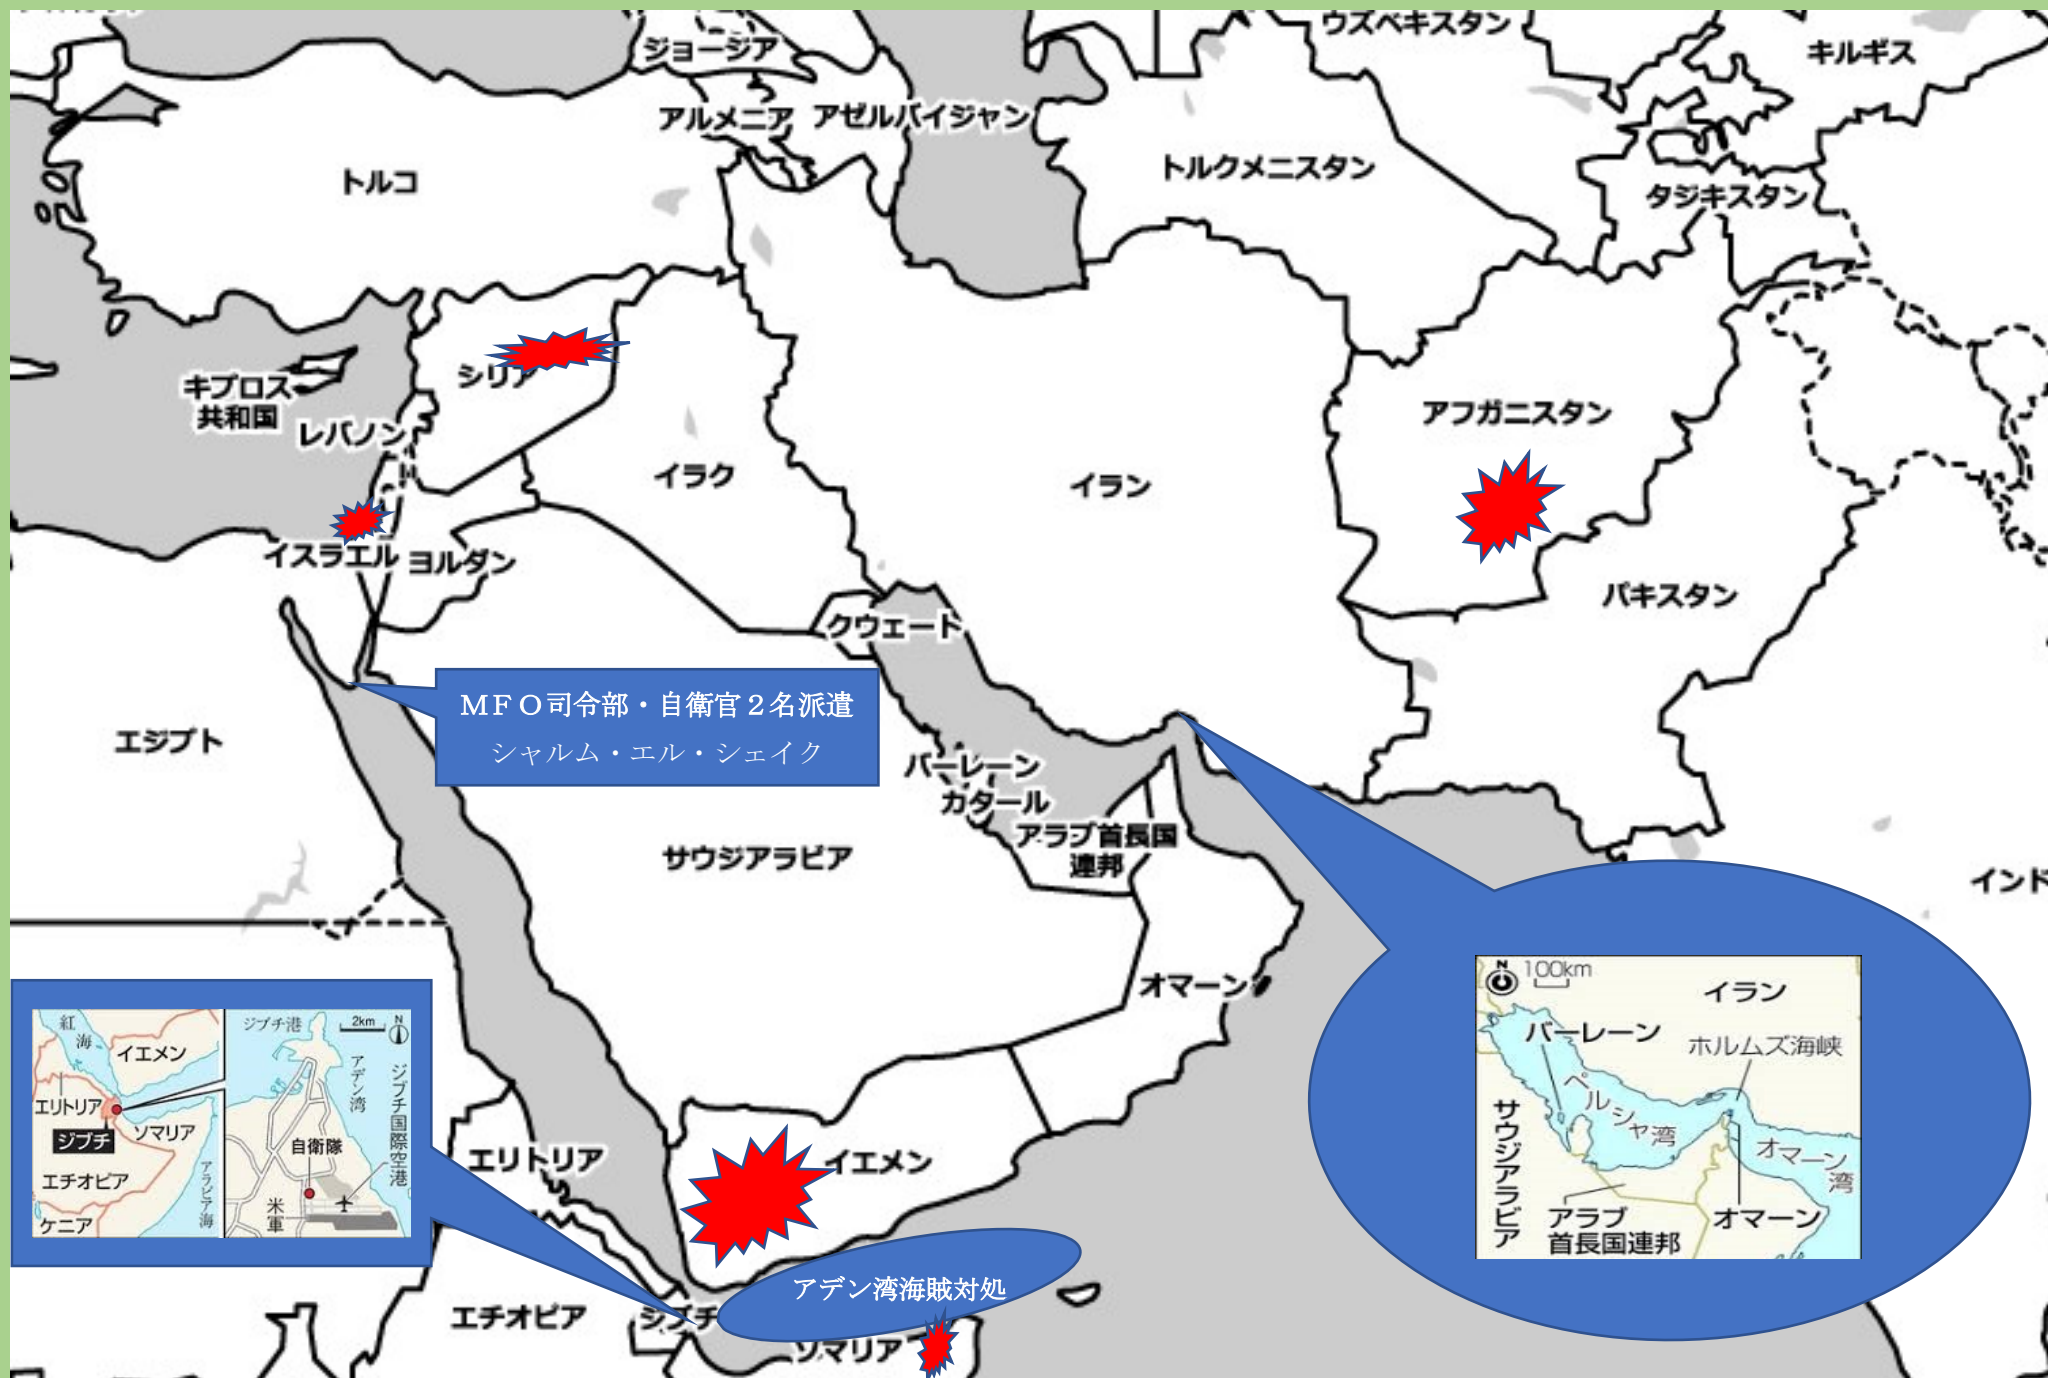 ウズベキスタン
ジョージア
キルギス
アルメニア
アゼルバイジャン
トルコ
トルクメニスタン
タジキスタン
シリア
キプロス
共和国
レバノン
アフガニスタン
イラク
イラン
イスラエル
ヨルダン
パキスタン
クウェート
MFO司令部・自衛官2名派遣
シャルム・エル・シェイク
エジプト
バーレーン
カタール
アラブ首長国
連邦
サウジアラビア
インド
オマーン
エリトリア
イエメン
アデン湾海賊対処
エチオピア
ジブチ
ソマリア
紅海
イエメン
エリトリア
ジブチ
ソマリア
エチオピア
アラビア海
ケニア
ジブチ港
2km
N
アデン湾
ジブチ国際空港
自衛隊
米軍
N
100km
イラン
バーレーン
ホルムズ海峡
ペルシャ湾
サウジアラビア
オマーン湾
アラブ
首長国連邦
オマーン